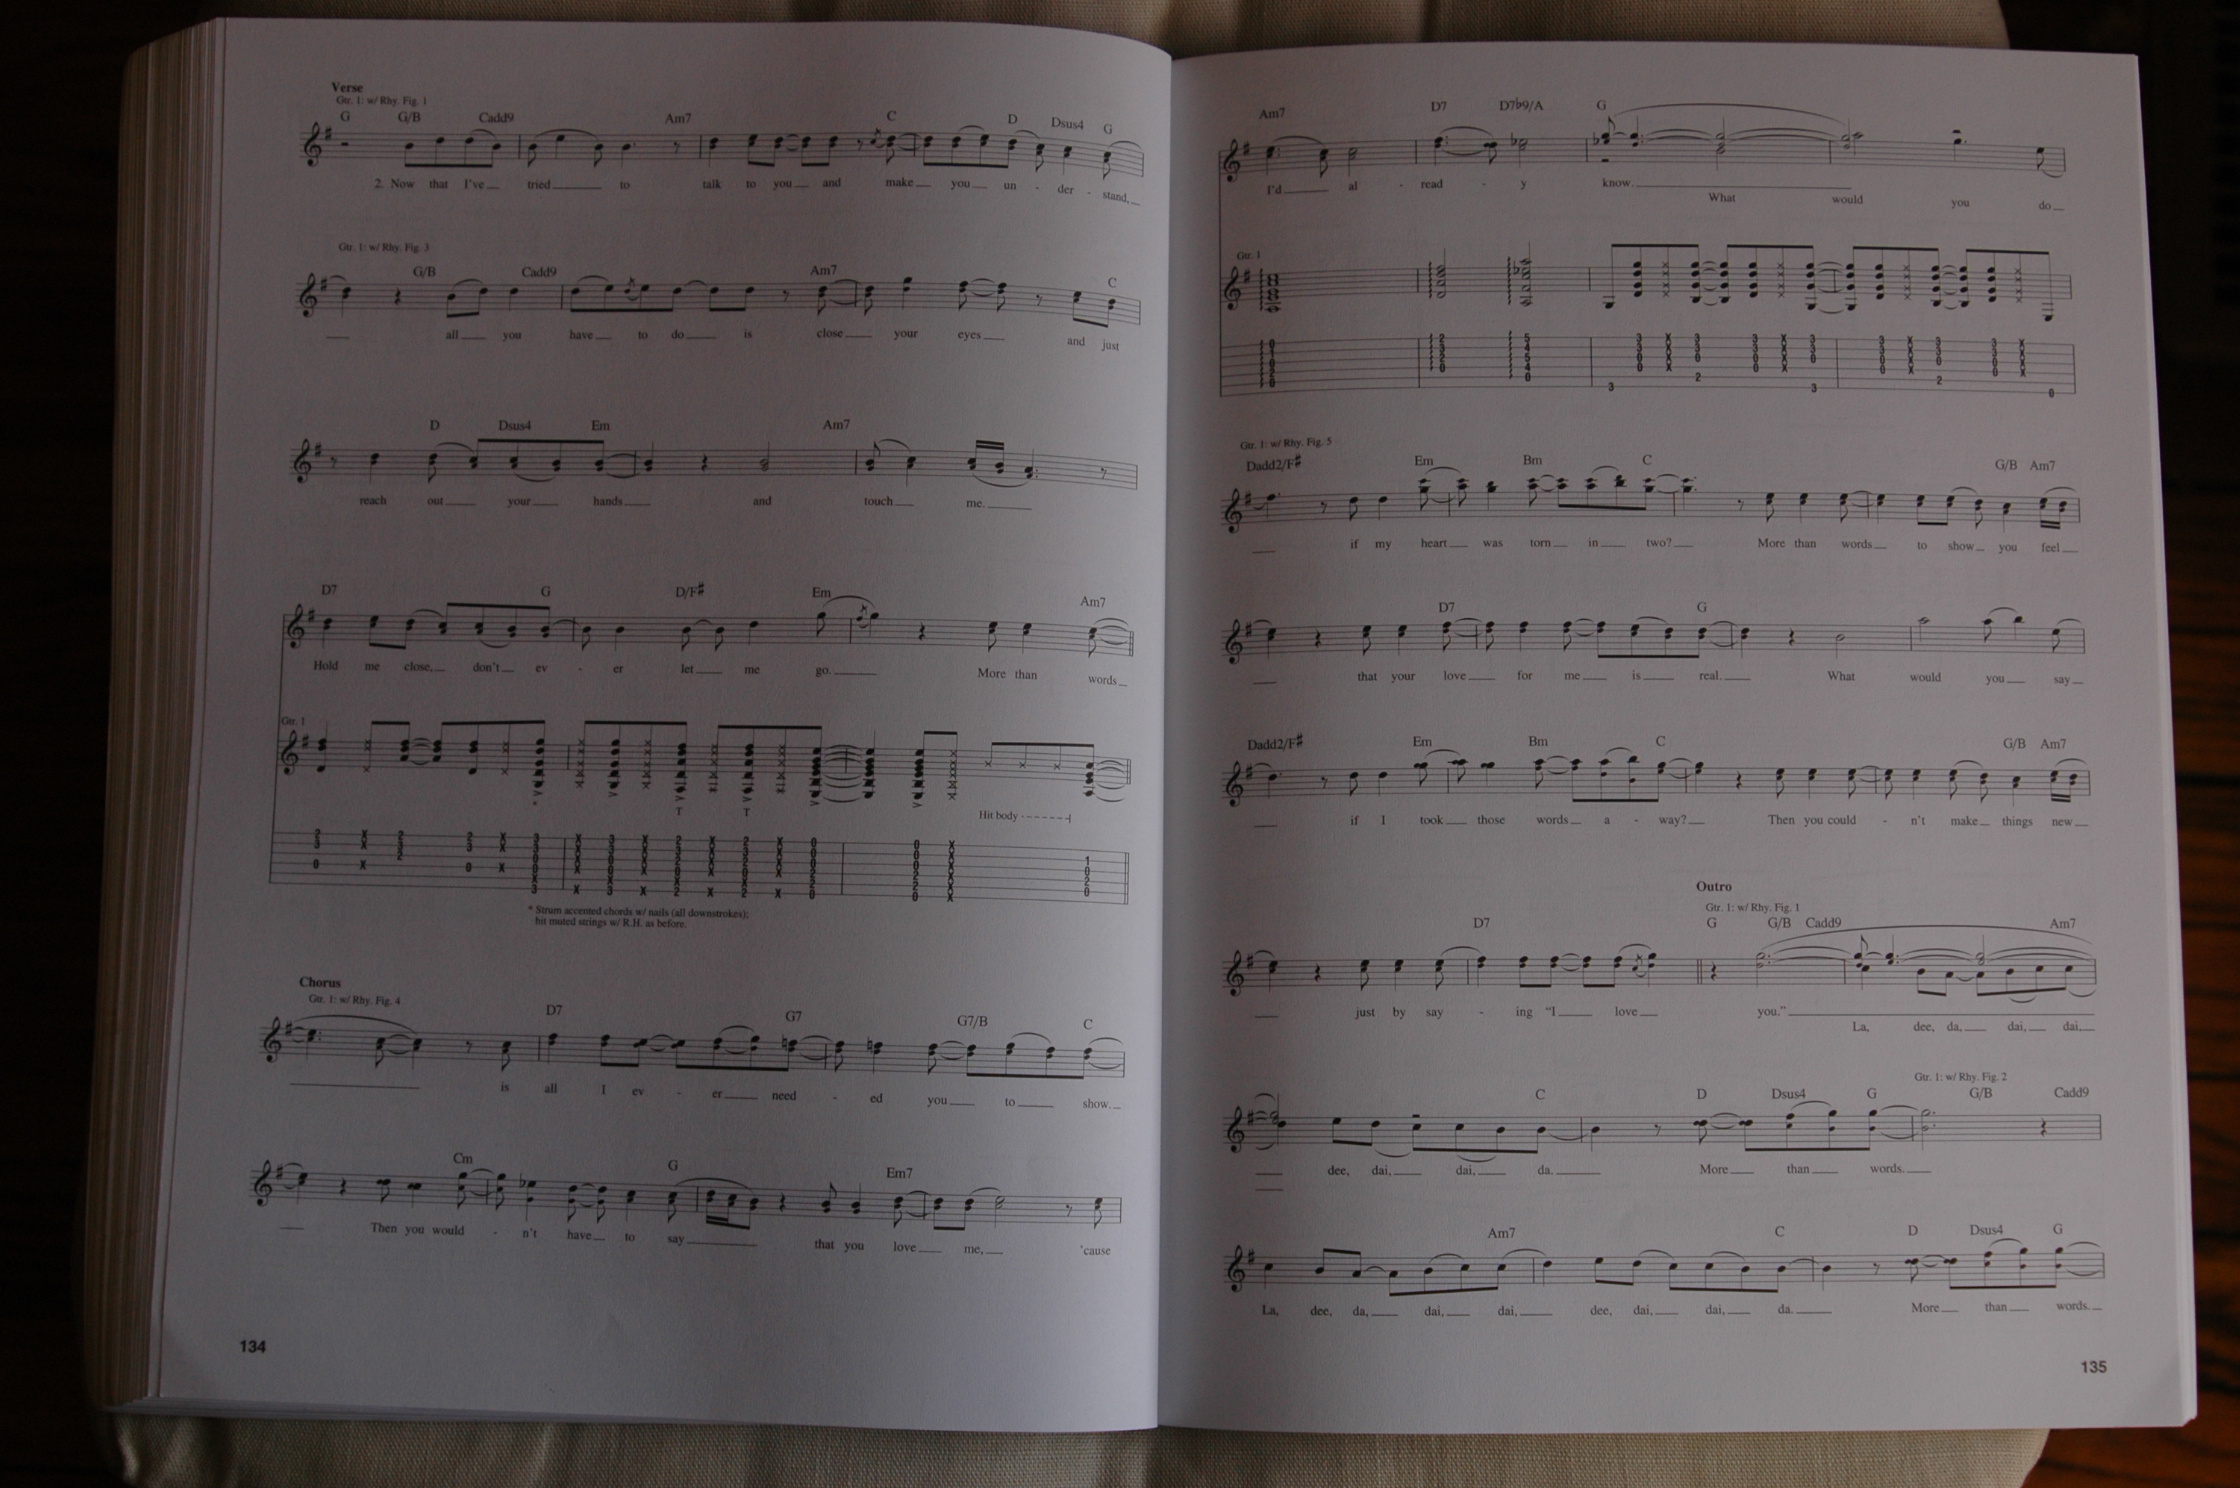 Verse
Gtr. 1: w/ Rhy. Fig. 1
G G/B Cadd9 Am7 C D Dsus4 G
2. Now that I've tried to talk to you and make you un - der - stand,
Gtr. 1: w/ Rhy. Fig. 3
G/B Cadd9 Am7 C
all you have to do is close your eyes and just
D Dsus4 Em Am7
reach out your hands and touch me.
D7 G D/F♯ Em Am7
Hold me close, don't ev - er let me go. More than words
Gtr. 1
Hit body
* Strum accented chords w/ nails (all downstrokes);
hit muted strings w/ R.H. as before.
Chorus
Gtr. 1: w/ Rhy. Fig. 4
D7 G7 G7/B C
is all I ev - er need - ed you to show.
Cm G Em7
Then you would - n't have to say that you love me, 'cause
134
Am7 D7 D7♭9/A G
I'd al - read - y know.
What would you do
Gtr. 1
Gtr. 1: w/ Rhy. Fig. 5
Dadd2/F♯ Em Bm C G/B Am7
if my heart was torn in two? More than words to show you feel
D7 G
that your love for me is real. What would you say
Dadd2/F♯ Em Bm C G/B Am7
if I took those words a - way? Then you could - n't make things new
Outro
Gtr. 1: w/ Rhy. Fig. 1
D7 G G/B Cadd9 Am7
just by say - ing "I love you."
La, dee, da, dai, dai,
Gtr. 1: w/ Rhy. Fig. 2
C D Dsus4 G G/B Cadd9
dee, dai, dai, da. More than words.
Am7 C D Dsus4 G
La, dee, da, dai, dai, dee, dai, dai, da. More than words.
135